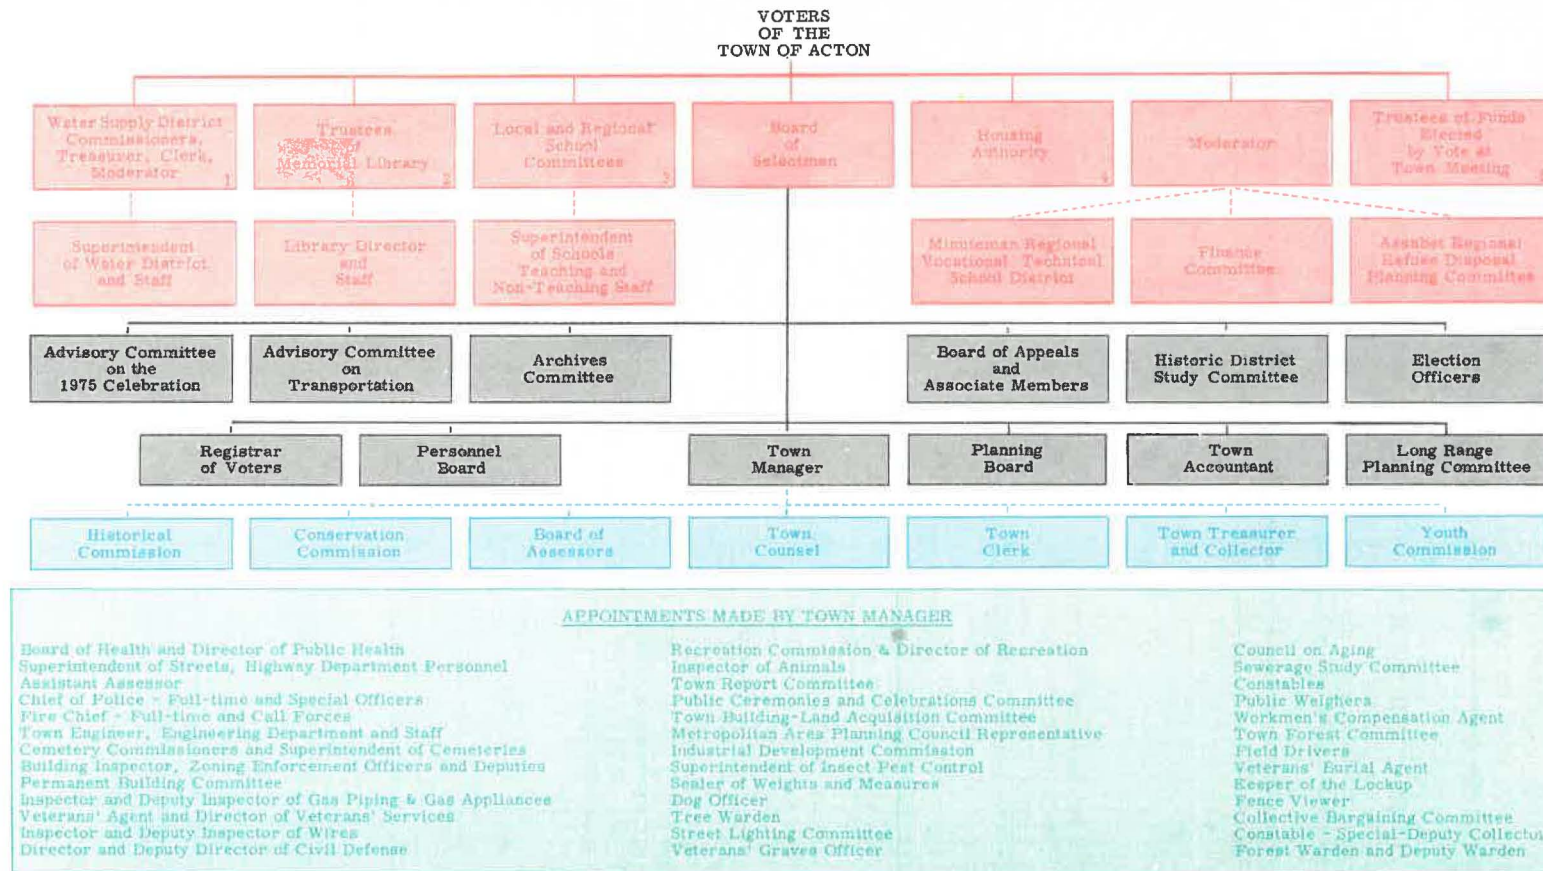 VOTERS
OF THE
TOWN OF ACTON
Water Supply District
Commissioners,
Treasurer, Clerk,
Moderator
1
Trustees
of
Memorial Library
Local and Regional
School
Committees
Board
of
Selectmen
Housing
Authority
4
Moderator
Trustees of Funds
Elected
by Vote at
Town Meeting
Superintendent
of Water District
and Staff
Library Director
and
Staff
Superintendent
of Schools
Teaching and
Non-Teaching Staff
Minuteman Regional
Vocational Technical
School District
Finance
Committee
Assabet Regional
Refuse Disposal
Planning Committee
Advisory Committee
on the
1975 Celebration
Advisory Committee
on
Transportation
Archives
Committee
Board of Appeals
and
Associate Members
Historic District
Study Committee
Election
Officers
Registrar
of Voters
Personnel
Board
Town
Manager
Planning
Board
Town
Accountant
Long Range
Planning Committee
Historical
Commission
Conservation
Commission
Board of
Assessors
Town
Counsel
Town
Clerk
Town Treasurer
and Collector
Youth
Commission
APPOINTMENTS MADE BY TOWN MANAGER
Board of Health and Director of Public Health
Superintendent of Streets, Highway Department Personnel
Assistant Assessor
Chief of Police - Full-time and Special Officers
Fire Chief - Full-time and Call Forces
Town Engineer, Engineering Department and Staff
Cemetery Commissioners and Superintendent of Cemeteries
Building Inspector, Zoning Enforcement Officers and Deputies
Permanent Building Committee
Inspector and Deputy Inspector of Gas Piping & Gas Appliances
Veterans' Agent and Director of Veterans' Services
Inspector and Deputy Inspector of Wires
Director and Deputy Director of Civil Defense
Recreation Commission & Director of Recreation
Inspector of Animals
Town Report Committee
Public Ceremonies and Celebrations Committee
Town Building-Land Acquisition Committee
Metropolitan Area Planning Council Representative
Industrial Development Commission
Superintendent of Insect Pest Control
Sealer of Weights and Measures
Dog Officer
Tree Warden
Street Lighting Committee
Veterans' Graves Officer
Council on Aging
Sewerage Study Committee
Constables
Public Weighers
Workmen's Compensation Agent
Town Forest Committee
Field Drivers
Veterans' Burial Agent
Keeper of the Lockup
Fence Viewer
Collective Bargaining Committee
Constable - Special-Deputy Collector
Forest Warden and Deputy Warden